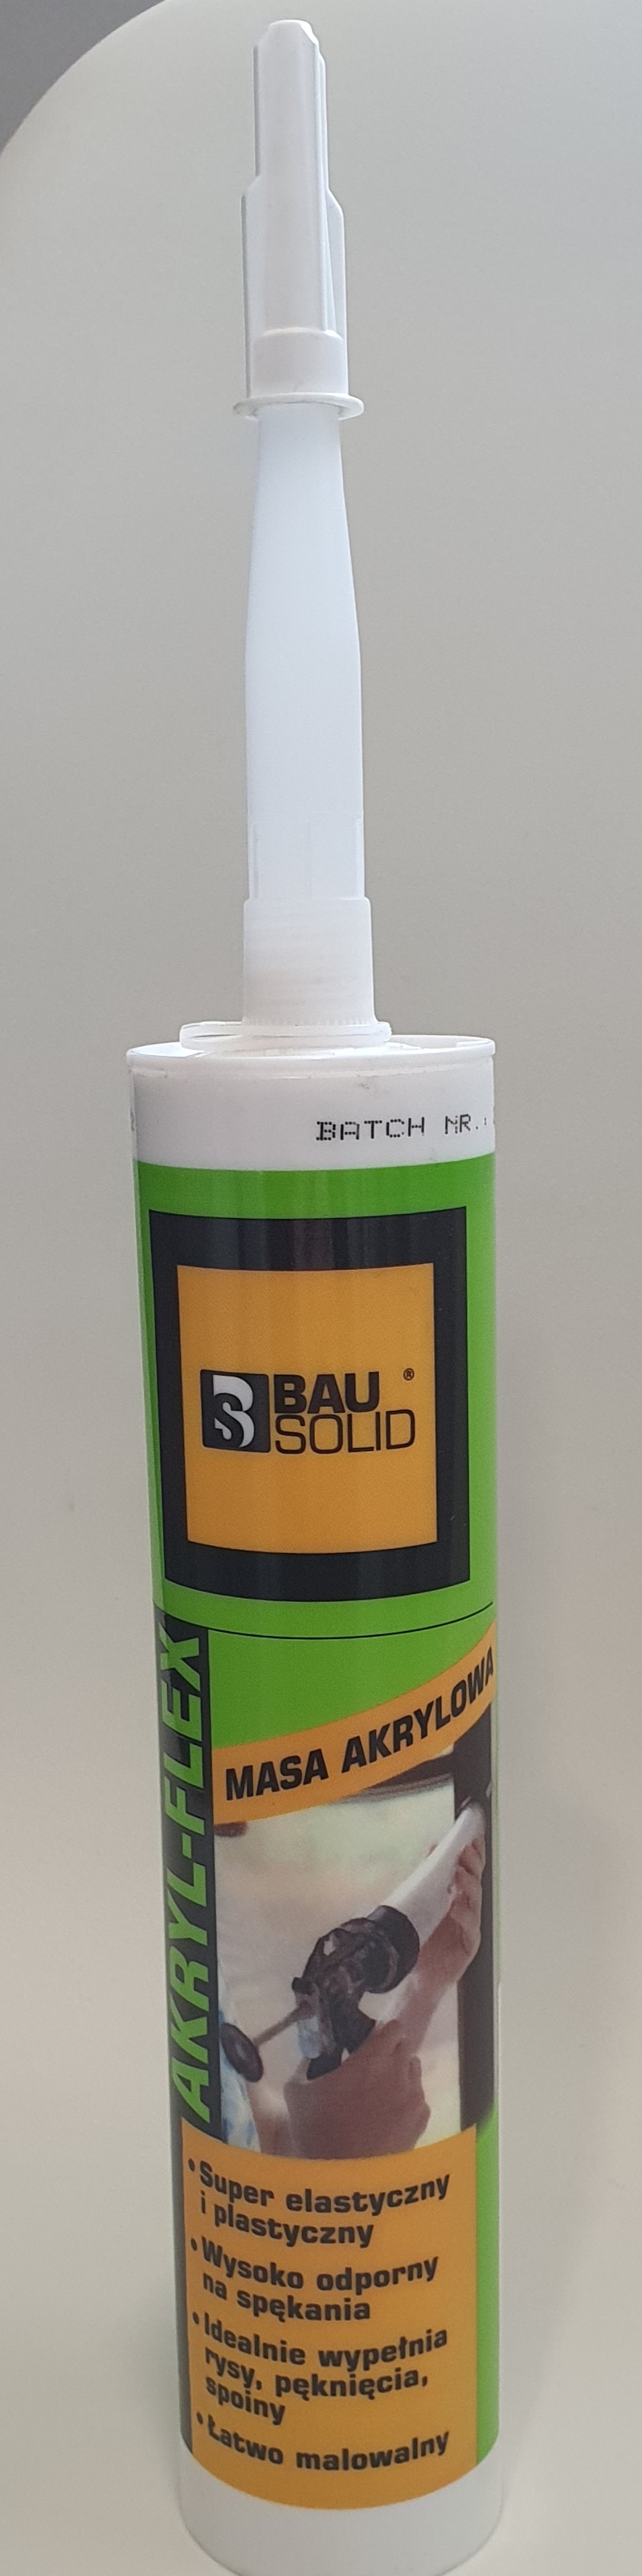 BATCH NR.:
BS BAU ®
SOLID
AKRYL-FLEX
MASA AKRYLOWA
• Super elastyczny
i plastyczny
• Wysoko odporny
na spękania
• Idealnie wypełnia
rysy, pęknięcia,
spoiny
• Łatwo malowalny